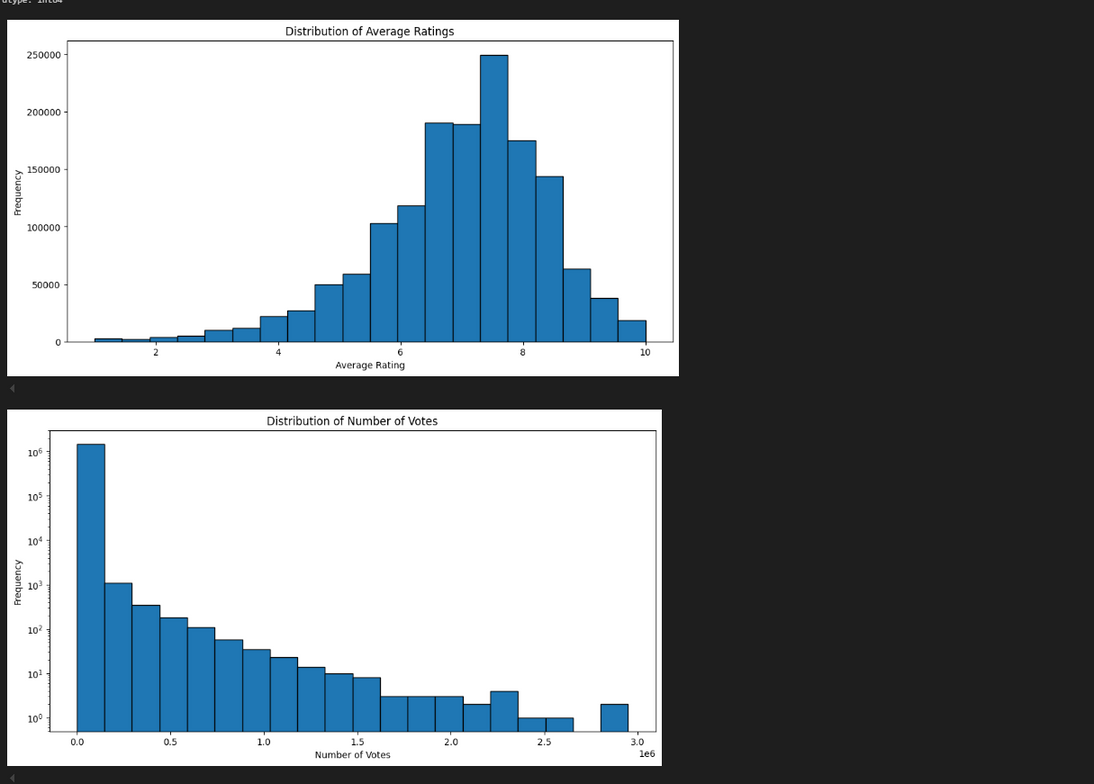 dtype: int64
Distribution of Average Ratings
Frequency
250000
200000
150000
100000
50000
0
2 4 6 8 10
Average Rating
Distribution of Number of Votes
Frequency
10⁶
10⁵
10⁴
10³
10²
10¹
10⁰
0.0 0.5 1.0 1.5 2.0 2.5 3.0
1e6
Number of Votes